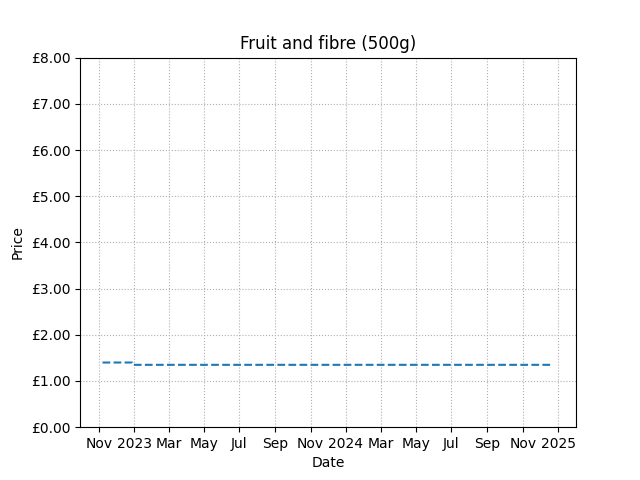 Fruit and fibre (500g)
£8.00
£7.00
£6.00
£5.00
£4.00
£3.00
£2.00
£1.00
£0.00
Price
Nov 2023 Mar May Jul Sep Nov 2024 Mar May Jul Sep Nov 2025
Date